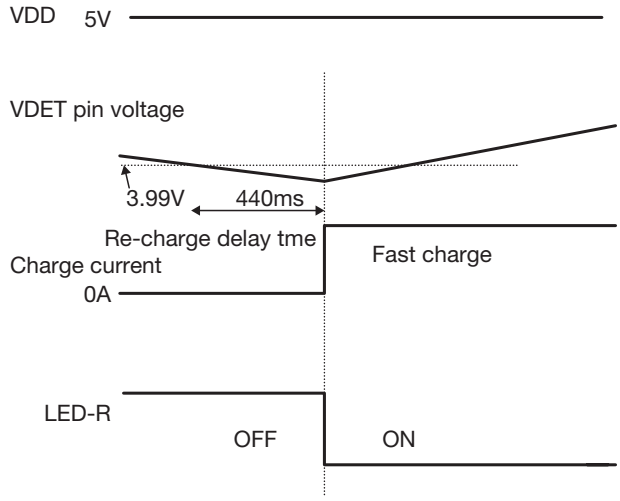 VDD 5V
VDET pin voltage
3.99V 440ms
Re-charge delay tme
Fast charge
Charge current
0A
LED-R
OFF ON